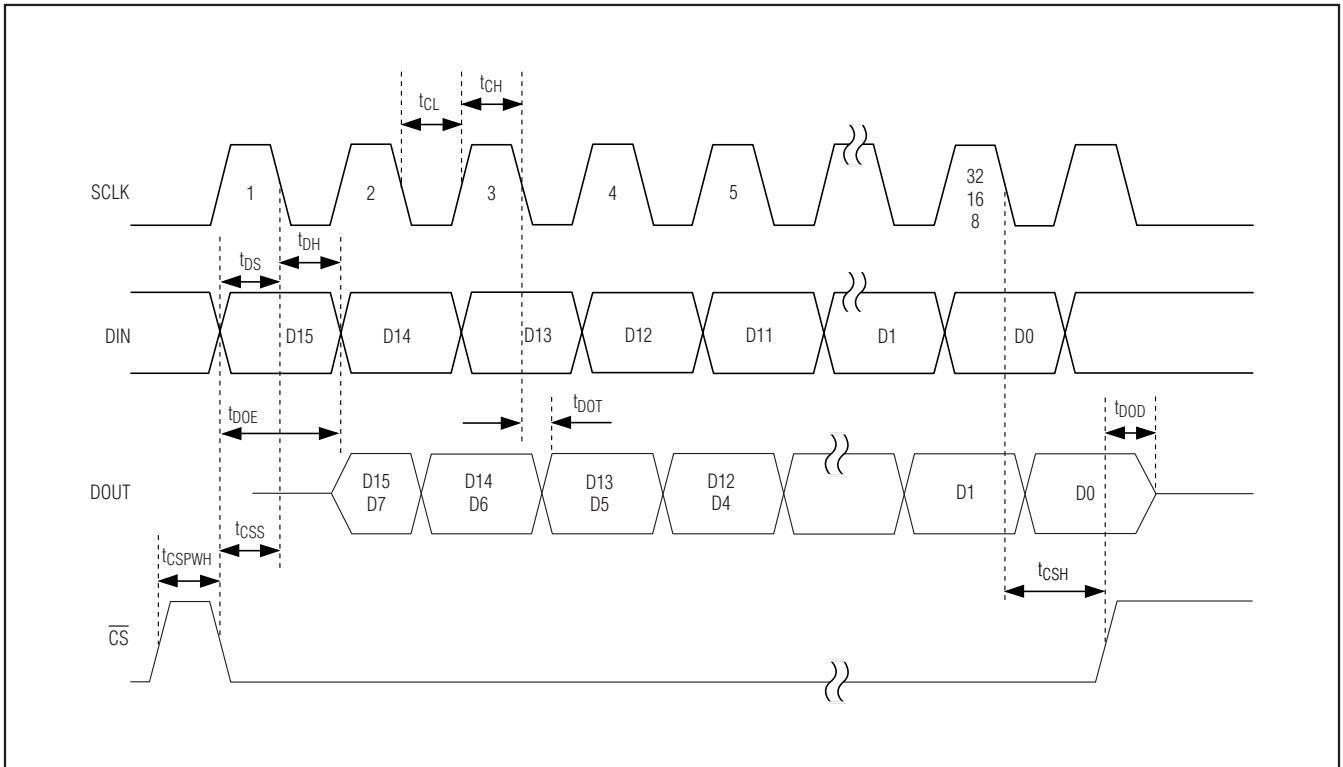 tCH
tCL
SCLK
1
2
3
4
5
32
16
8
tDH
tDS
DIN
D15
D14
D13
D12
D11
D1
D0
tDOE
tDOT
tDOD
DOUT
D15
D7
D14
D6
D13
D5
D12
D4
D1
D0
tCSS
tCSPWH
tCSH
CS